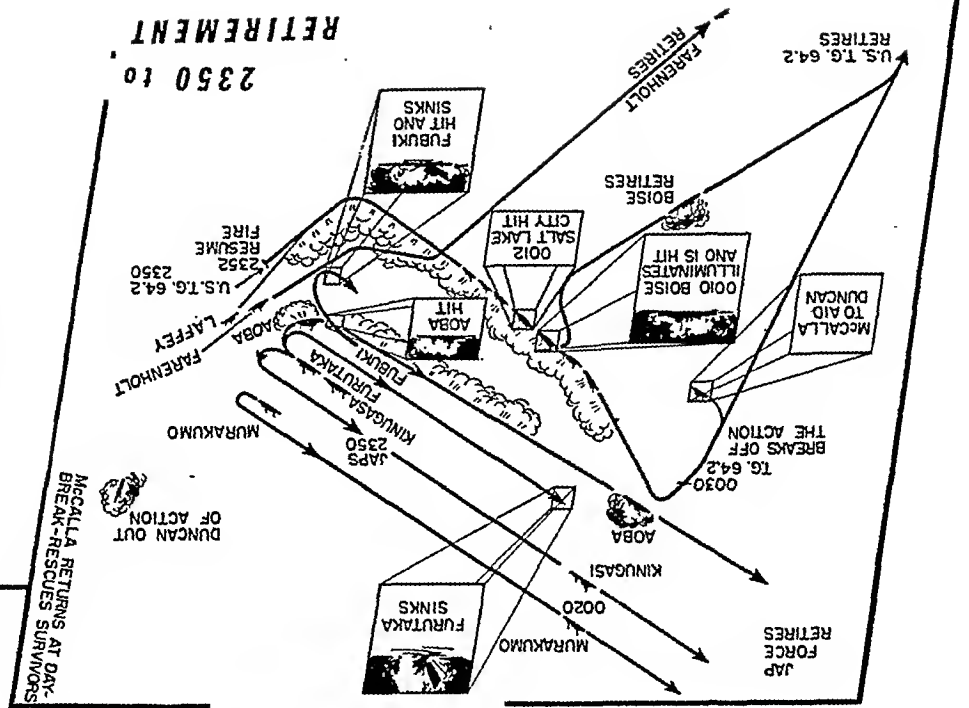 McCALLA RETURNS AT DAY-
BREAK-RESCUES SURVIVORS
JAP
FORCE
RETIRES
MURAKUMO
FURUTAKA
SINKS
0020
KINUGASI
AOBA
DUNCAN OUT
OF ACTION
0030
T.G. 64.2
BREAKS OFF
THE ACTION
MURAKUMO
JAPS
2350
KINUGASA
FURUTAKA
FUBUKI
McCALLA
TO AID
DUNCAN
AOBA
HIT
0010 BOISE
ILLUMINATES
AND IS HIT
0012
SALT LAKE
CITY HIT
FARENHOLT
LAFFEY
AOBA
U.S.T.G. 64.2
2350
2352
RESUME
FIRE
BOISE
RETIRES
FUBUKI
HIT AND
SINKS
FARENHOLT
RETIRES
U.S. T.G. 64.2
RETIRES
2350 to
RETIREMENT